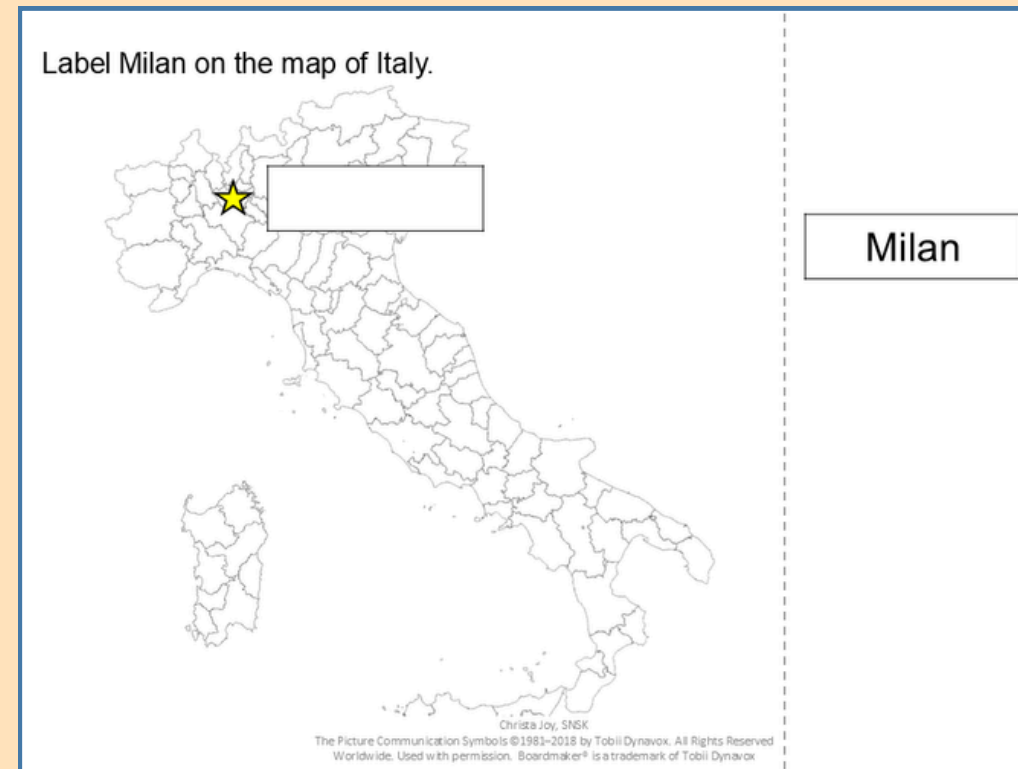 Label Milan on the map of Italy.
Milan
Christa Joy, SNSK
The Picture Communication Symbols ©1981–2018 by Tobii Dynavox. All Rights Reserved
Worldwide. Used with permission. Boardmaker® is a trademark of Tobii Dynavox